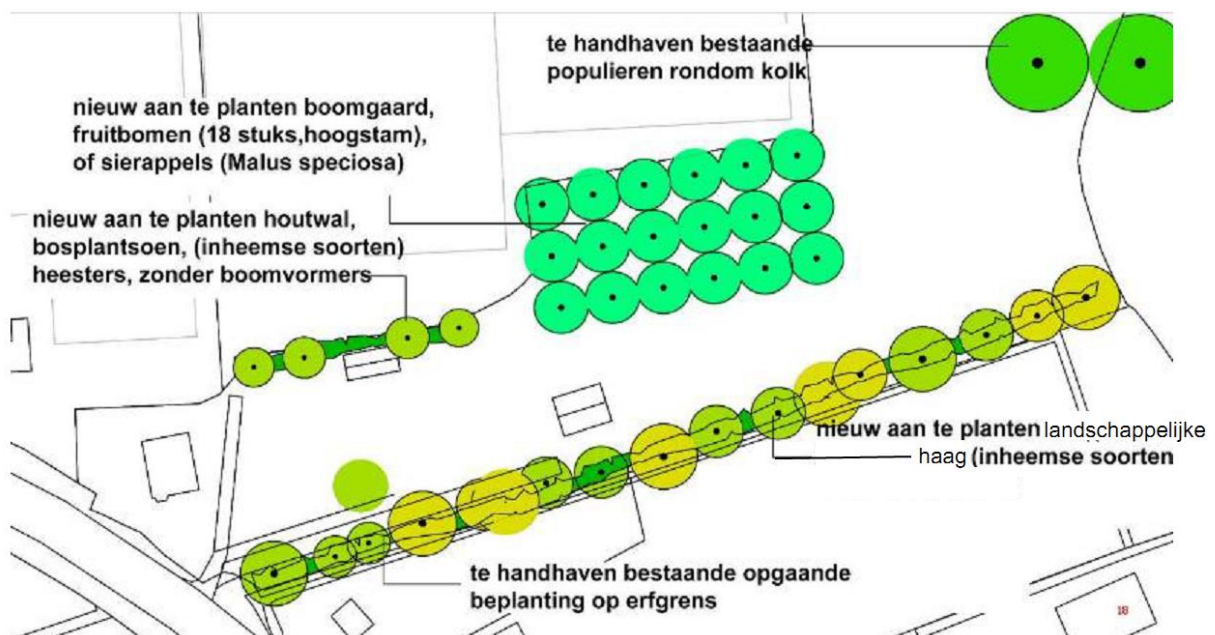 te handhaven bestaande
populieren rondom kolk
nieuw aan te planten boomgaard,
fruitbomen (18 stuks,hoogstam),
of sierappels (Malus speciosa)
nieuw aan te planten houtwal,
bosplantsoen, (inheemse soorten)
heesters, zonder boomvormers
nieuw aan te planten landschappelijke
haag (inheemse soorten
te handhaven bestaande opgaande
beplanting op erfgrens
18